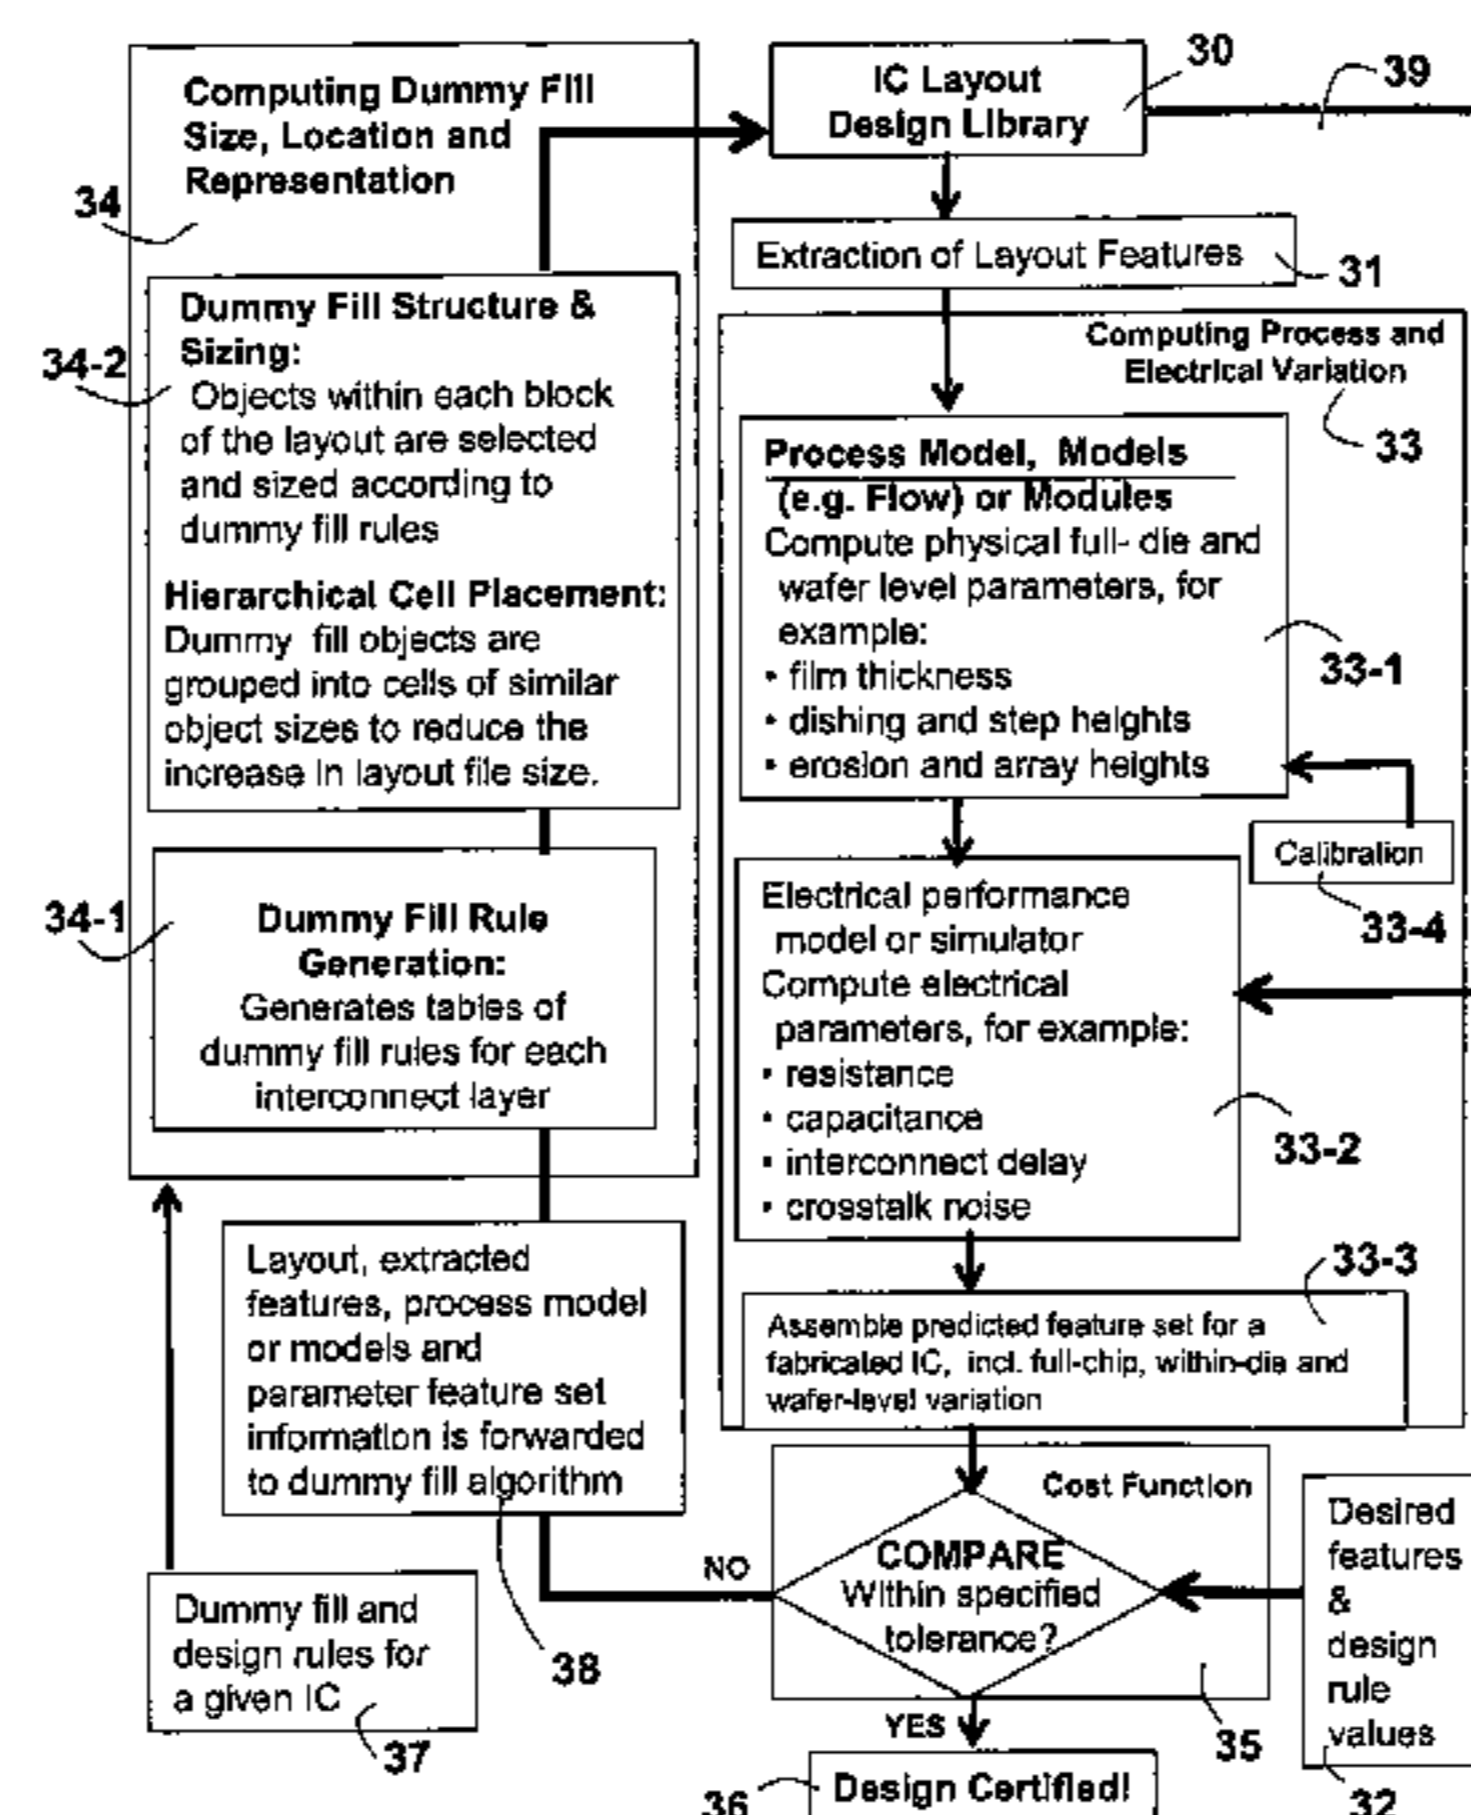 Computing Dummy Fill
Size, Location and
Representation
34
Dummy Fill Structure &
Sizing:
34-2
Objects within each block
of the layout are selected
and sized according to
dummy fill rules
Hierarchical Cell Placement:
Dummy fill objects are
grouped into cells of similar
object sizes to reduce the
increase in layout file size.
34-1
Dummy Fill Rule
Generation:
Generates tables of
dummy fill rules for each
interconnect layer
Layout, extracted
features, process model
or models and
parameter feature set
information is forwarded
to dummy fill algorithm
38
Dummy fill and
design rules for
a given IC
37
IC Layout
Design Library
30
39
Extraction of Layout Features
31
Computing Process and
Electrical Variation
33
Process Model, Models
(e.g. Flow) or Modules
Compute physical full- die and
wafer level parameters, for
example:
• film thickness
• dishing and step heights
• erosion and array heights
33-1
Calibration
33-4
Electrical performance
model or simulator
Compute electrical
parameters, for example:
• resistance
• capacitance
• interconnect delay
• crosstalk noise
33-2
33-3
Assemble predicted feature set for a
fabricated IC, incl. full-chip, within-die and
wafer-level variation
Cost Function
COMPARE
Within specified
tolerance?
NO
YES
35
Desired
features
&
design
rule
values
32
Design Certified!
36